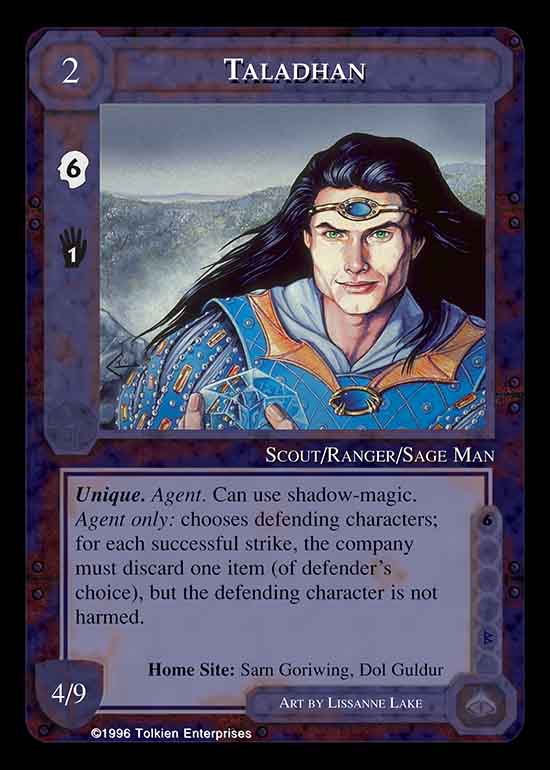 2
TALADHAN
6
1
SCOUT/RANGER/SAGE MAN
Unique. Agent. Can use shadow-magic.
Agent only: chooses defending characters;
for each successful strike, the company
must discard one item (of defender's
choice), but the defending character is not
harmed.
6
Home Site: Sarn Goriwing, Dol Guldur
4/9
ART BY LISSANNE LAKE
©1996 Tolkien Enterprises